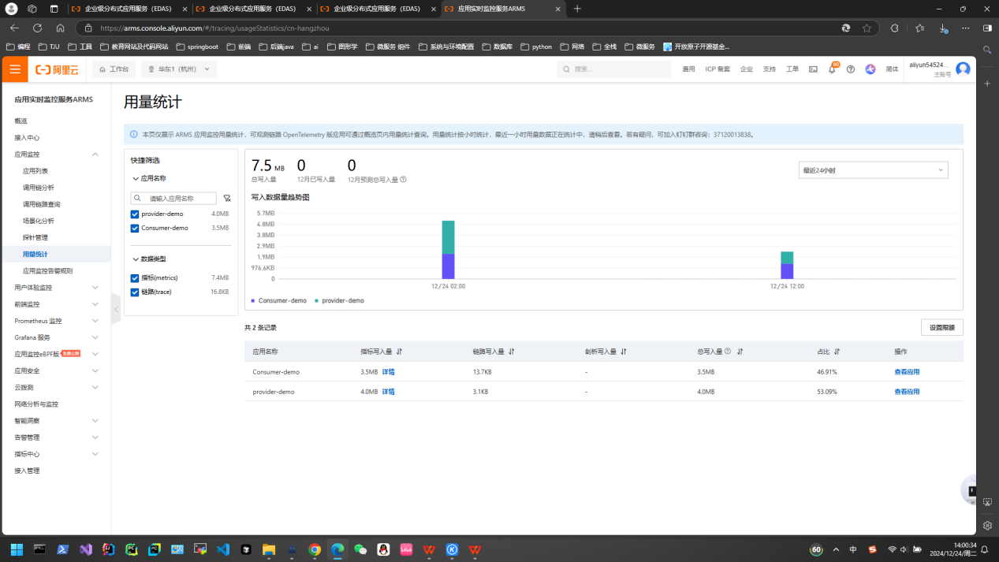 企业级分布式应用服务（EDAS） 企业级分布式应用服务（EDAS） 企业级分布式应用服务（EDAS） 应用实时监控服务ARMS
https://arms.console.aliyun.com/#/tracing/usageStatistics/cn-hangzhou
编程 TJU 工具 教育网站及代码网站 springboot 前端 后端java ai 图形学 微服务 组件 系统与环境配置 数据库 python 网络 全栈 微服务 开放原子开源基金...
阿里云 工作台 华东1（杭州） 搜索... 费用 ICP 备案 企业 支持 工单 80 简体 aliyun54524...
主账号
应用实时监控服务ARMS
概览
接入中心
应用监控
应用列表
调用链分析
调用链路查询
场景化分析
探针管理
用量统计
应用监控告警规则
用户体验监控
前端监控
Prometheus 监控
Grafana 服务
应用监控eBPF版 免费公测
应用安全
云拨测
网络分析与监控
智能洞察
告警管理
指标中心
接入管理
用量统计
本页仅展示 ARMS 应用监控用量统计，可观测链路 OpenTelemetry 版应用可通过概览页内用量统计查询。用量统计按小时统计，最近一小时用量数据正在统计中，请稍后查看。若有疑问，可加入钉钉群咨询：37120013838。
快捷筛选
应用名称
请输入应用名称
provider-demo 4.0MB
Consumer-demo 3.5MB
数据类型
指标(metrics) 7.4MB
链路(trace) 16.8KB
7.5 MB 0 0
总写入量 12月已写入量 12月预测总写入量
最近24小时
写入数据量趋势图
5.7MB
4.8MB
3.8MB
2.9MB
1.9MB
976.6KB
0
12/24 02:00 12/24 12:00
Consumer-demo provider-demo
共 2 条记录 设置限额
应用名称 指标写入量 链路写入量 剖析写入量 总写入量 占比 操作
Consumer-demo 3.5MB 详情 13.7KB - 3.5MB 46.91% 查看应用
provider-demo 4.0MB 详情 3.1KB - 4.0MB 53.09% 查看应用
60 中 14:00:34
2024/12/24/周二